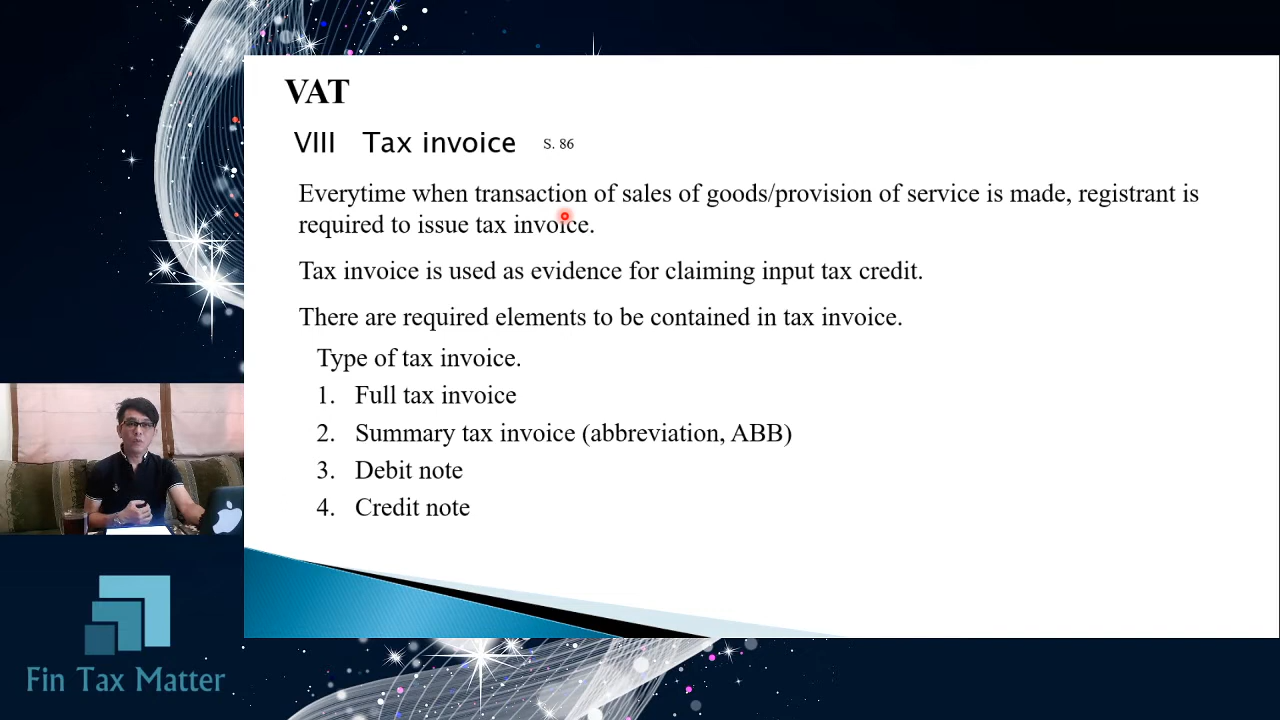 VAT
VIII Tax invoice S. 86
Everytime when transaction of sales of goods/provision of service is made, registrant is
required to issue tax invoice.
Tax invoice is used as evidence for claiming input tax credit.
There are required elements to be contained in tax invoice.
Type of tax invoice.
1. Full tax invoice
2. Summary tax invoice (abbreviation, ABB)
3. Debit note
4. Credit note
Fin Tax Matter